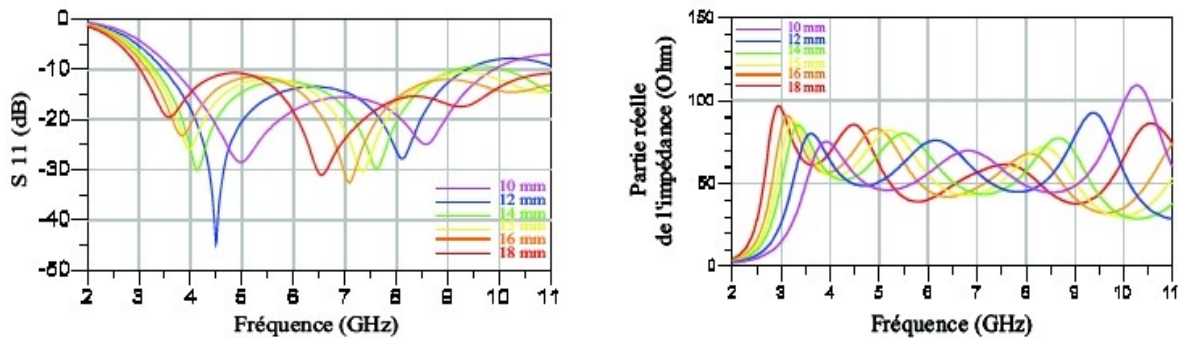 0
-10
-20
-30
-40
-50
S 11 (dB)
10 mm
12 mm
14 mm
15 mm
16 mm
18 mm
2 3 4 5 6 7 8 9 10 11
Fréquence (GHz)
150
100
50
0
Partie réelle
de l'impédance (Ohm)
10 mm
12 mm
14 mm
15 mm
16 mm
18 mm
2 3 4 5 6 7 8 9 10 11
Fréquence (GHz)